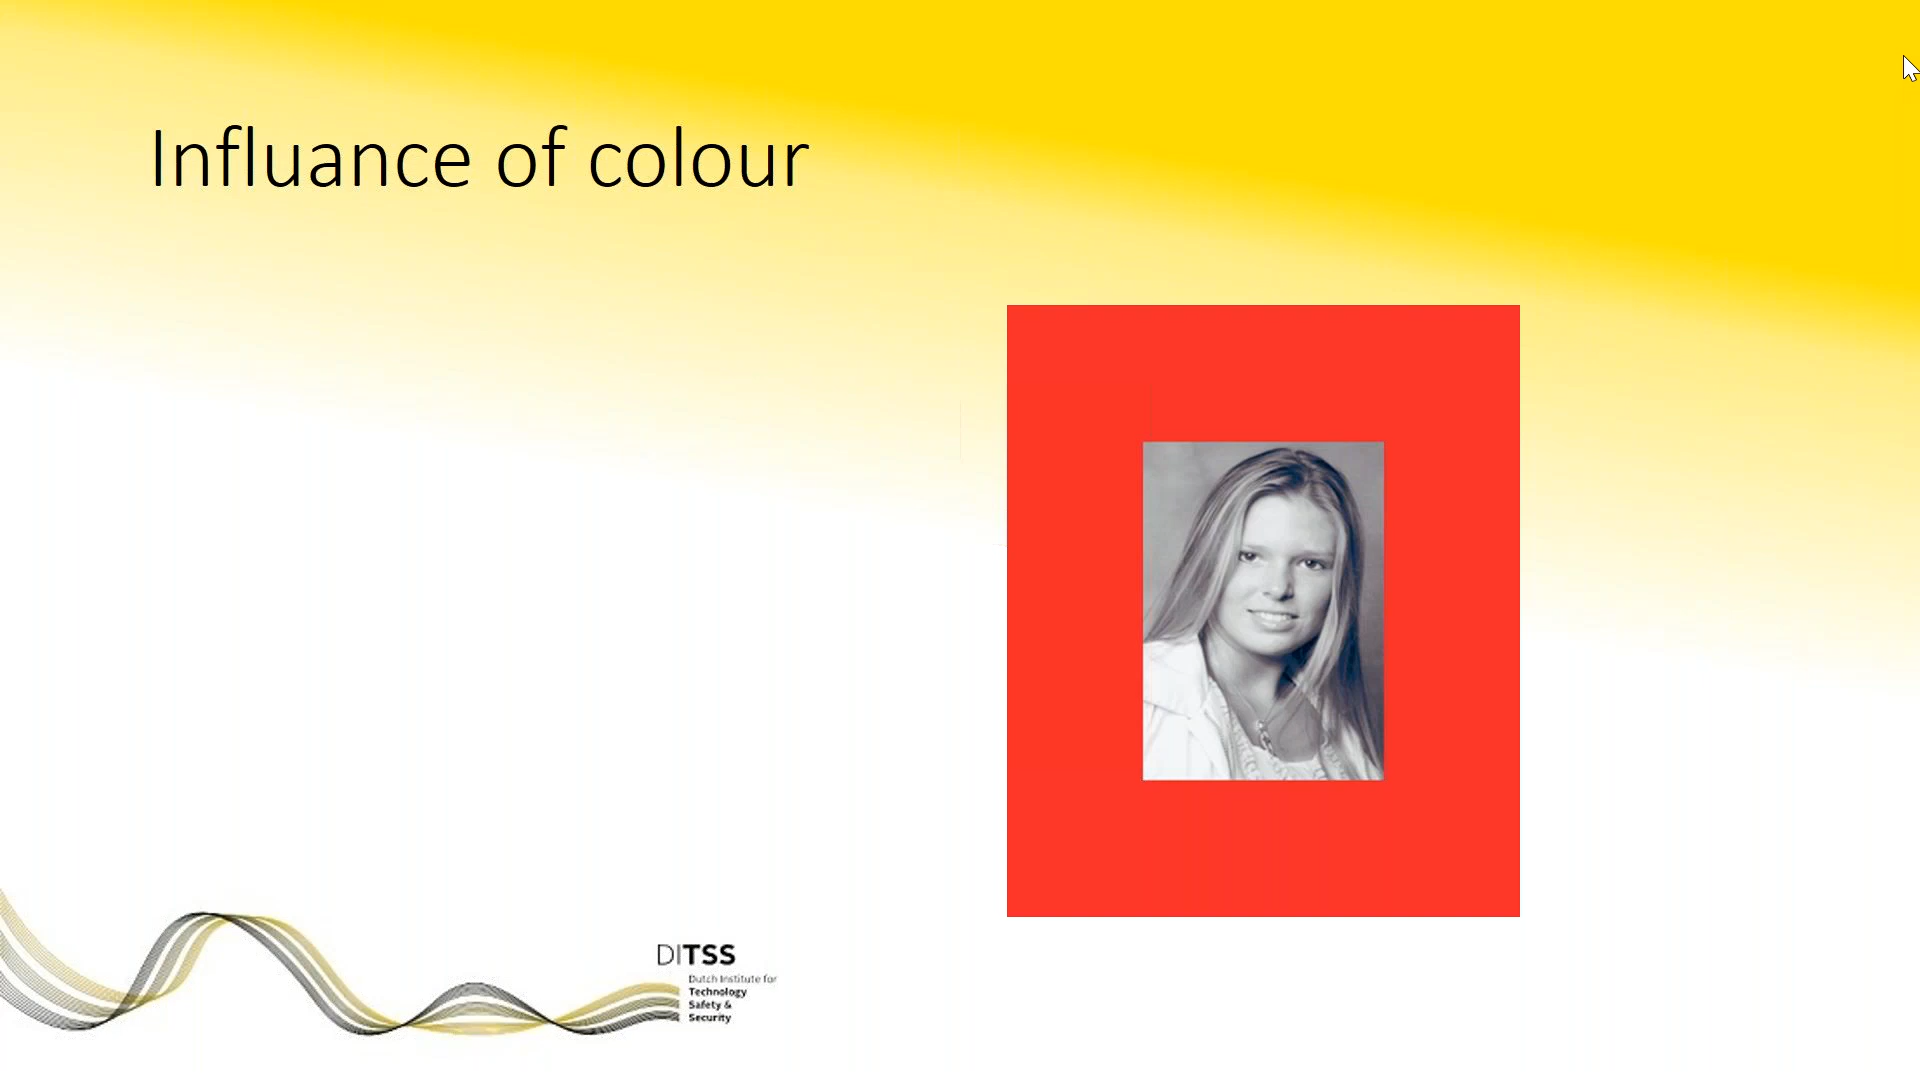 Influance of colour
DITSS
Dutch Institute for
Technology
Safety &
Security